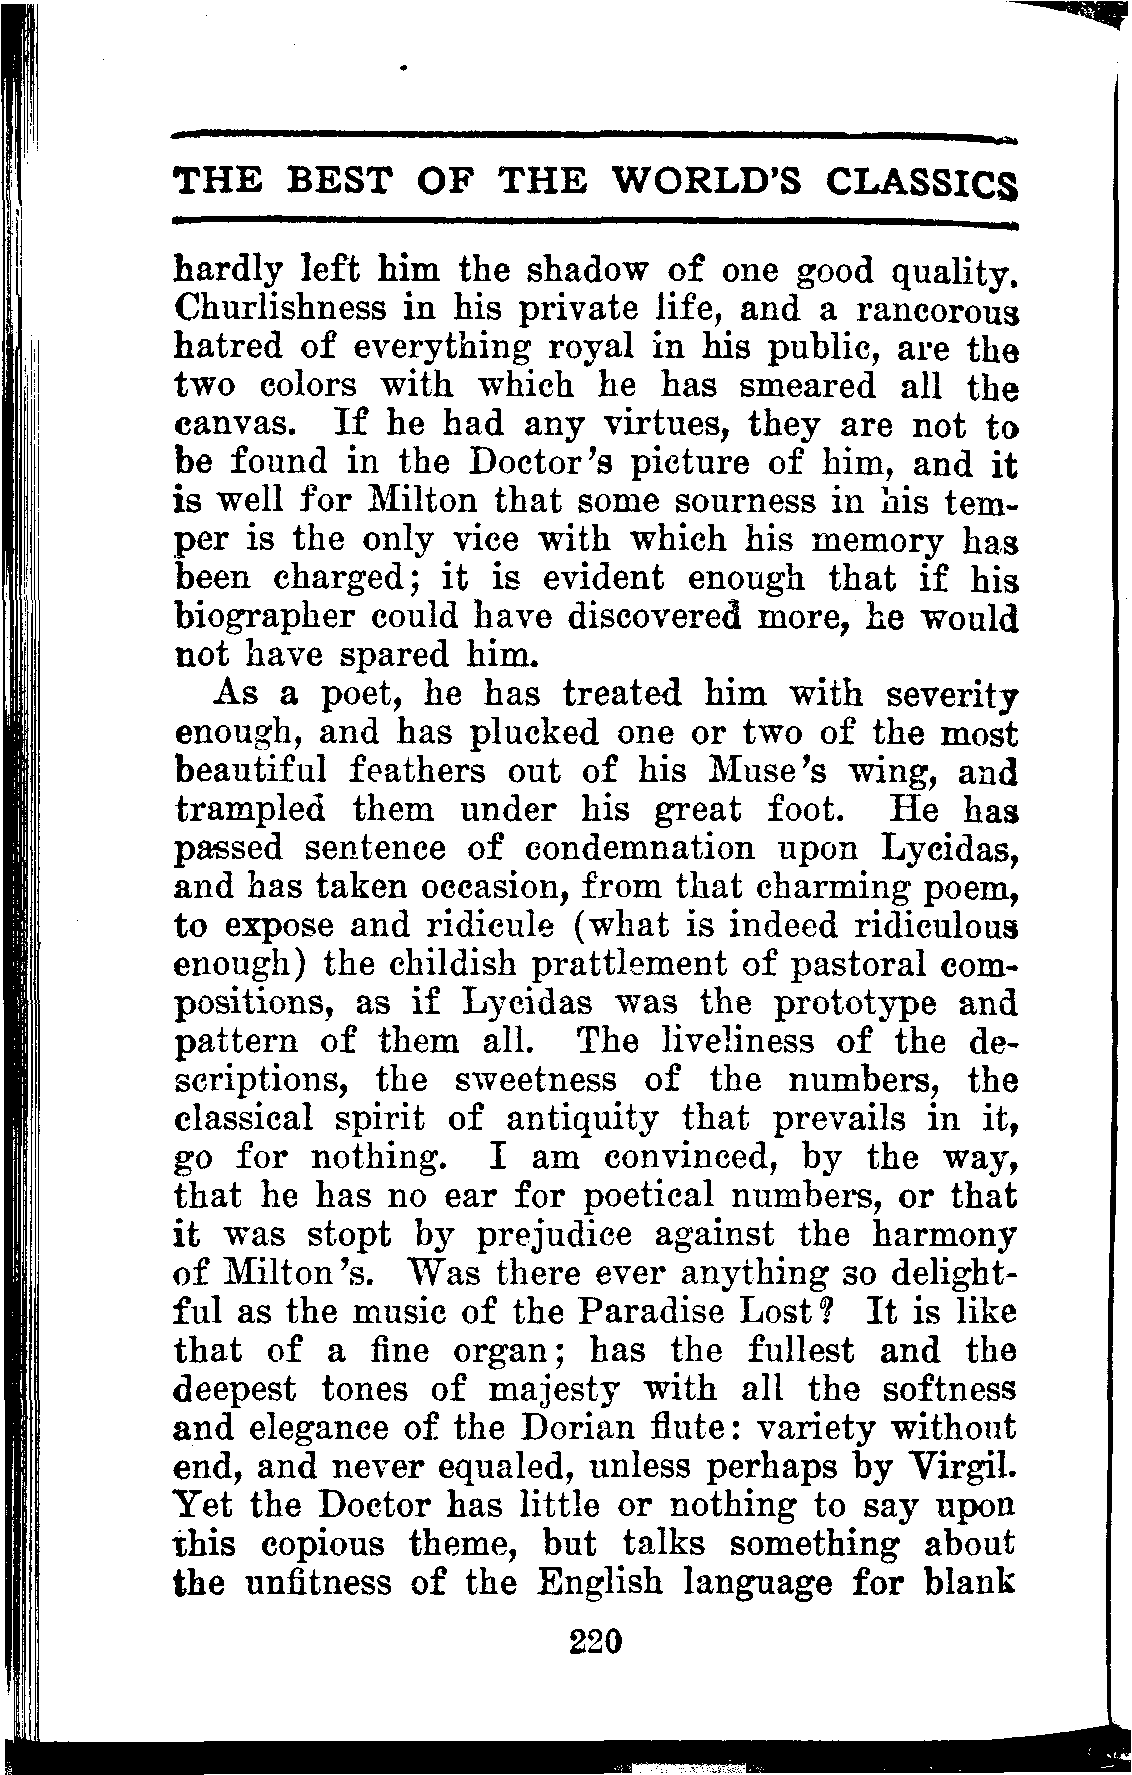 THE BEST OF THE WORLD'S CLASSICS
hardly left him the shadow of one good quality.
Churlishness in his private life, and a rancorous
hatred of everything royal in his public, are the
two colors with which he has smeared all the
canvas. If he had any virtues, they are not to
be found in the Doctor's picture of him, and it
is well for Milton that some sourness in his tem-
per is the only vice with which his memory has
been charged; it is evident enough that if his
biographer could have discovered more, he would
not have spared him.
As a poet, he has treated him with severity
enough, and has plucked one or two of the most
beautiful feathers out of his Muse's wing, and
trampled them under his great foot. He has
passed sentence of condemnation upon Lycidas,
and has taken occasion, from that charming poem,
to expose and ridicule (what is indeed ridiculous
enough) the childish prattlement of pastoral com-
positions, as if Lycidas was the prototype and
pattern of them all. The liveliness of the de-
scriptions, the sweetness of the numbers, the
classical spirit of antiquity that prevails in it,
go for nothing. I am convinced, by the way,
that he has no ear for poetical numbers, or that
it was stopt by prejudice against the harmony
of Milton's. Was there ever anything so delight-
ful as the music of the Paradise Lost? It is like
that of a fine organ; has the fullest and the
deepest tones of majesty with all the softness
and elegance of the Dorian flute: variety without
end, and never equaled, unless perhaps by Virgil.
Yet the Doctor has little or nothing to say upon
this copious theme, but talks something about
the unfitness of the English language for blank
220